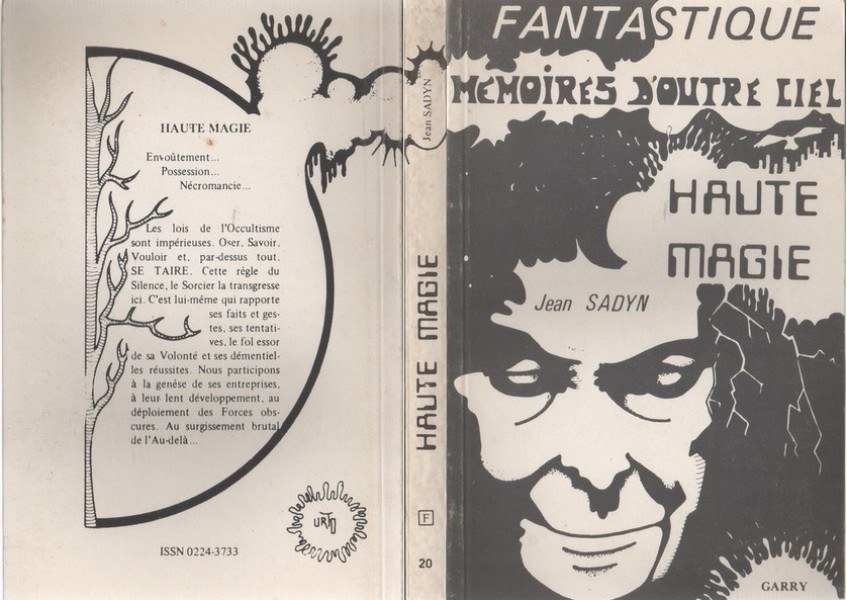 HAUTE MAGIE
Envoûtement...
Possession...
Nécromancie...
Les lois de l'Occultisme
sont impérieuses. Oser, Savoir,
Vouloir et, par-dessus tout,
SE TAIRE. Cette règle du
Silence, le Sorcier la transgresse
ici. C'est lui-même qui rapporte
ses faits et ges-
tes, ses tentati-
ves, le fol essor
de sa Volonté et ses démentiel-
les réussites. Nous participons
à la genèse de ses entreprises,
à leur lent développement, au
déploiement des Forces obs-
cures. Au surgissement brutal
de l'Au-delà...
ISSN 0224-3733
Jean SADYN
HAUTE MAGIE
F
20
FANTASTIQUE
MEMOIRES D'OUTRE CIEL
HAUTE
MAGIE
Jean SADYN
GARRY